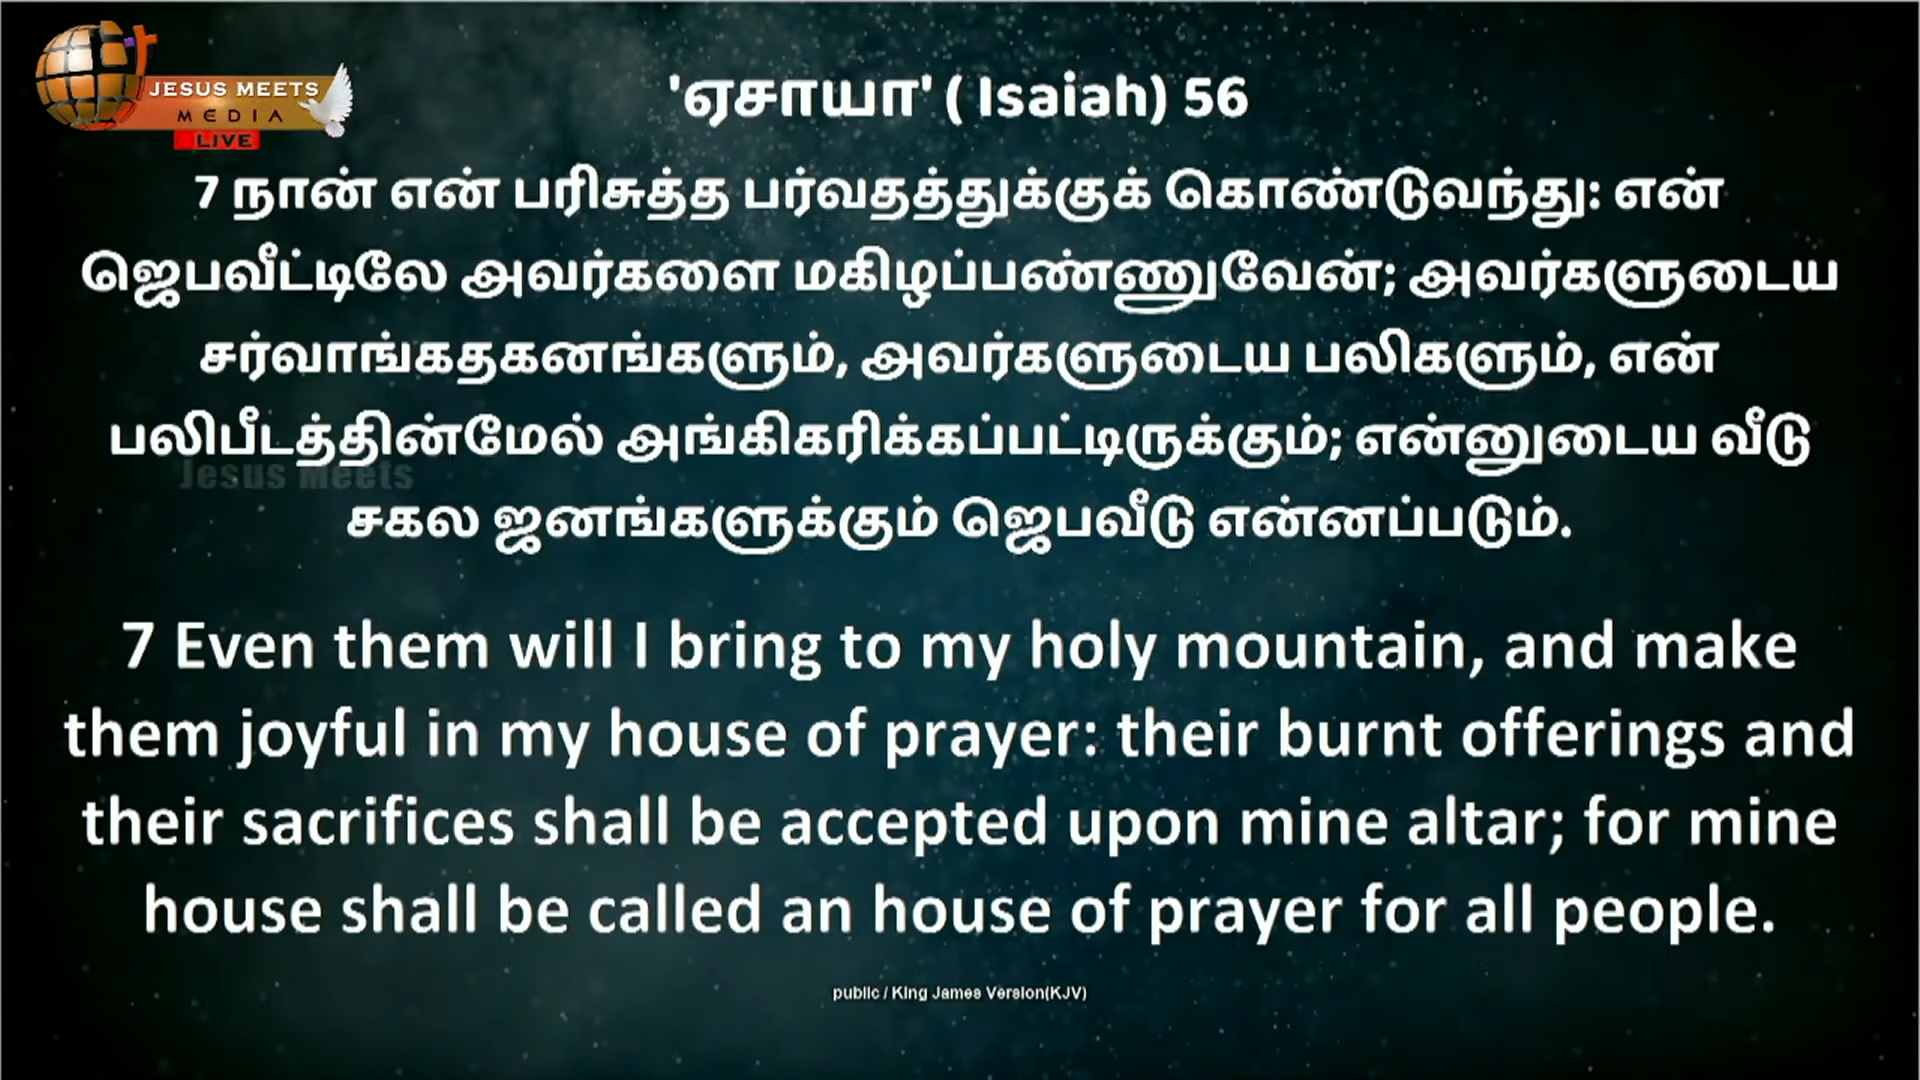 JESUS MEETS
MEDIA
LIVE
'ஏசாயா' ( Isaiah) 56
7 நான் என் பரிசுத்த பர்வதத்துக்குக் கொண்டுவந்து: என்
ஜெபவீட்டிலே அவர்களை மகிழப்பண்ணுவேன்; அவர்களுடைய
சர்வாங்கதகனங்களும், அவர்களுடைய பலிகளும், என்
பலிபீடத்தின்மேல் அங்கிகரிக்கப்பட்டிருக்கும்; என்னுடைய வீடு
Jesus Meets
சகல ஜனங்களுக்கும் ஜெபவீடு என்னப்படும்.
7 Even them will I bring to my holy mountain, and make
them joyful in my house of prayer: their burnt offerings and
their sacrifices shall be accepted upon mine altar; for mine
house shall be called an house of prayer for all people.
public / King James Version(KJV)